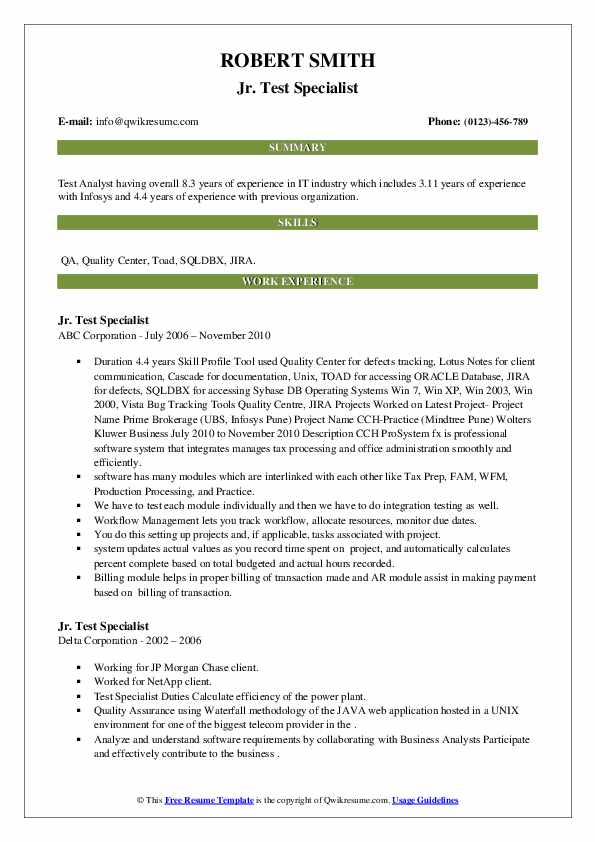 ROBERT SMITH
Jr. Test Specialist
E-mail: info@qwikresume.com Phone: (0123)-456-789
SUMMARY
Test Analyst having overall 8.3 years of experience in IT industry which includes 3.11 years of experience
with Infosys and 4.4 years of experience with previous organization.
SKILLS
QA, Quality Center, Toad, SQLDBX, JIRA.
WORK EXPERIENCE
Jr. Test Specialist
ABC Corporation - July 2006 – November 2010
▪ Duration 4.4 years Skill Profile Tool used Quality Center for defects tracking, Lotus Notes for client
communication, Cascade for documentation, Unix, TOAD for accessing ORACLE Database, JIRA
for defects, SQLDBX for accessing Sybase DB Operating Systems Win 7, Win XP, Win 2003, Win
2000, Vista Bug Tracking Tools Quality Centre, JIRA Projects Worked on Latest Project- Project
Name Prime Brokerage (UBS, Infosys Pune) Project Name CCH-Practice (Mindtree Pune) Wolters
Kluwer Business July 2010 to November 2010 Description CCH ProSystem fx is professional
software system that integrates manages tax processing and office administration smoothly and
efficiently.
▪ software has many modules which are interlinked with each other like Tax Prep, FAM, WFM,
Production Processing, and Practice.
▪ We have to test each module individually and then we have to do integration testing as well.
▪ Workflow Management lets you track workflow, allocate resources, monitor due dates.
▪ You do this setting up projects and, if applicable, tasks associated with project.
▪ system updates actual values as you record time spent on project, and automatically calculates
percent complete based on total budgeted and actual hours recorded.
▪ Billing module helps in proper billing of transaction made and AR module assist in making payment
based on billing of transaction.
Jr. Test Specialist
Delta Corporation - 2002 – 2006
▪ Working for JP Morgan Chase client.
▪ Worked for NetApp client.
▪ Test Specialist Duties Calculate efficiency of the power plant.
▪ Quality Assurance using Waterfall methodology of the JAVA web application hosted in a UNIX
environment for one of the biggest telecom provider in the .
▪ Analyze and understand software requirements by collaborating with Business Analysts Participate
and effectively contribute to the business .
© This Free Resume Template is the copyright of Qwikresume.com. Usage Guidelines